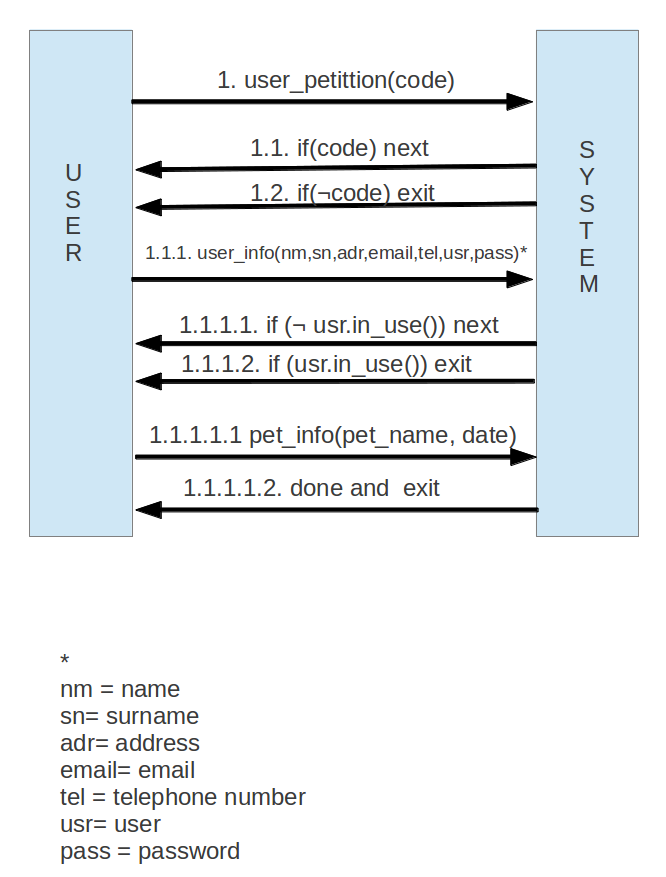 1. user_petittion(code)
1.1. if(code) next
1.2. if(¬code) exit
USER
SYSTEM
1.1.1. user_info(nm,sn,adr,email,tel,usr,pass)*
1.1.1.1. if (¬ usr.in_use()) next
1.1.1.2. if (usr.in_use()) exit
1.1.1.1.1 pet_info(pet_name, date)
1.1.1.1.2. done and  exit
*
nm = name
sn= surname
adr= address
email= email
tel = telephone number
usr= user
pass = password